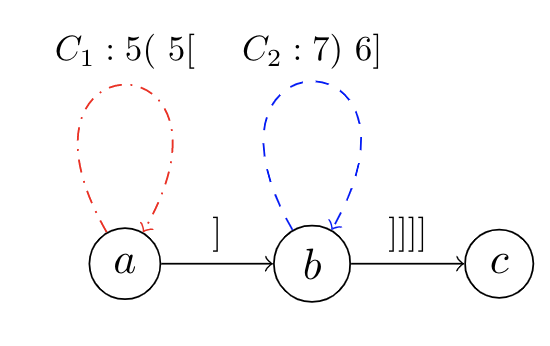 C₁ : 5( 5[ C₂ : 7) 6]
] ]]]]
a b c